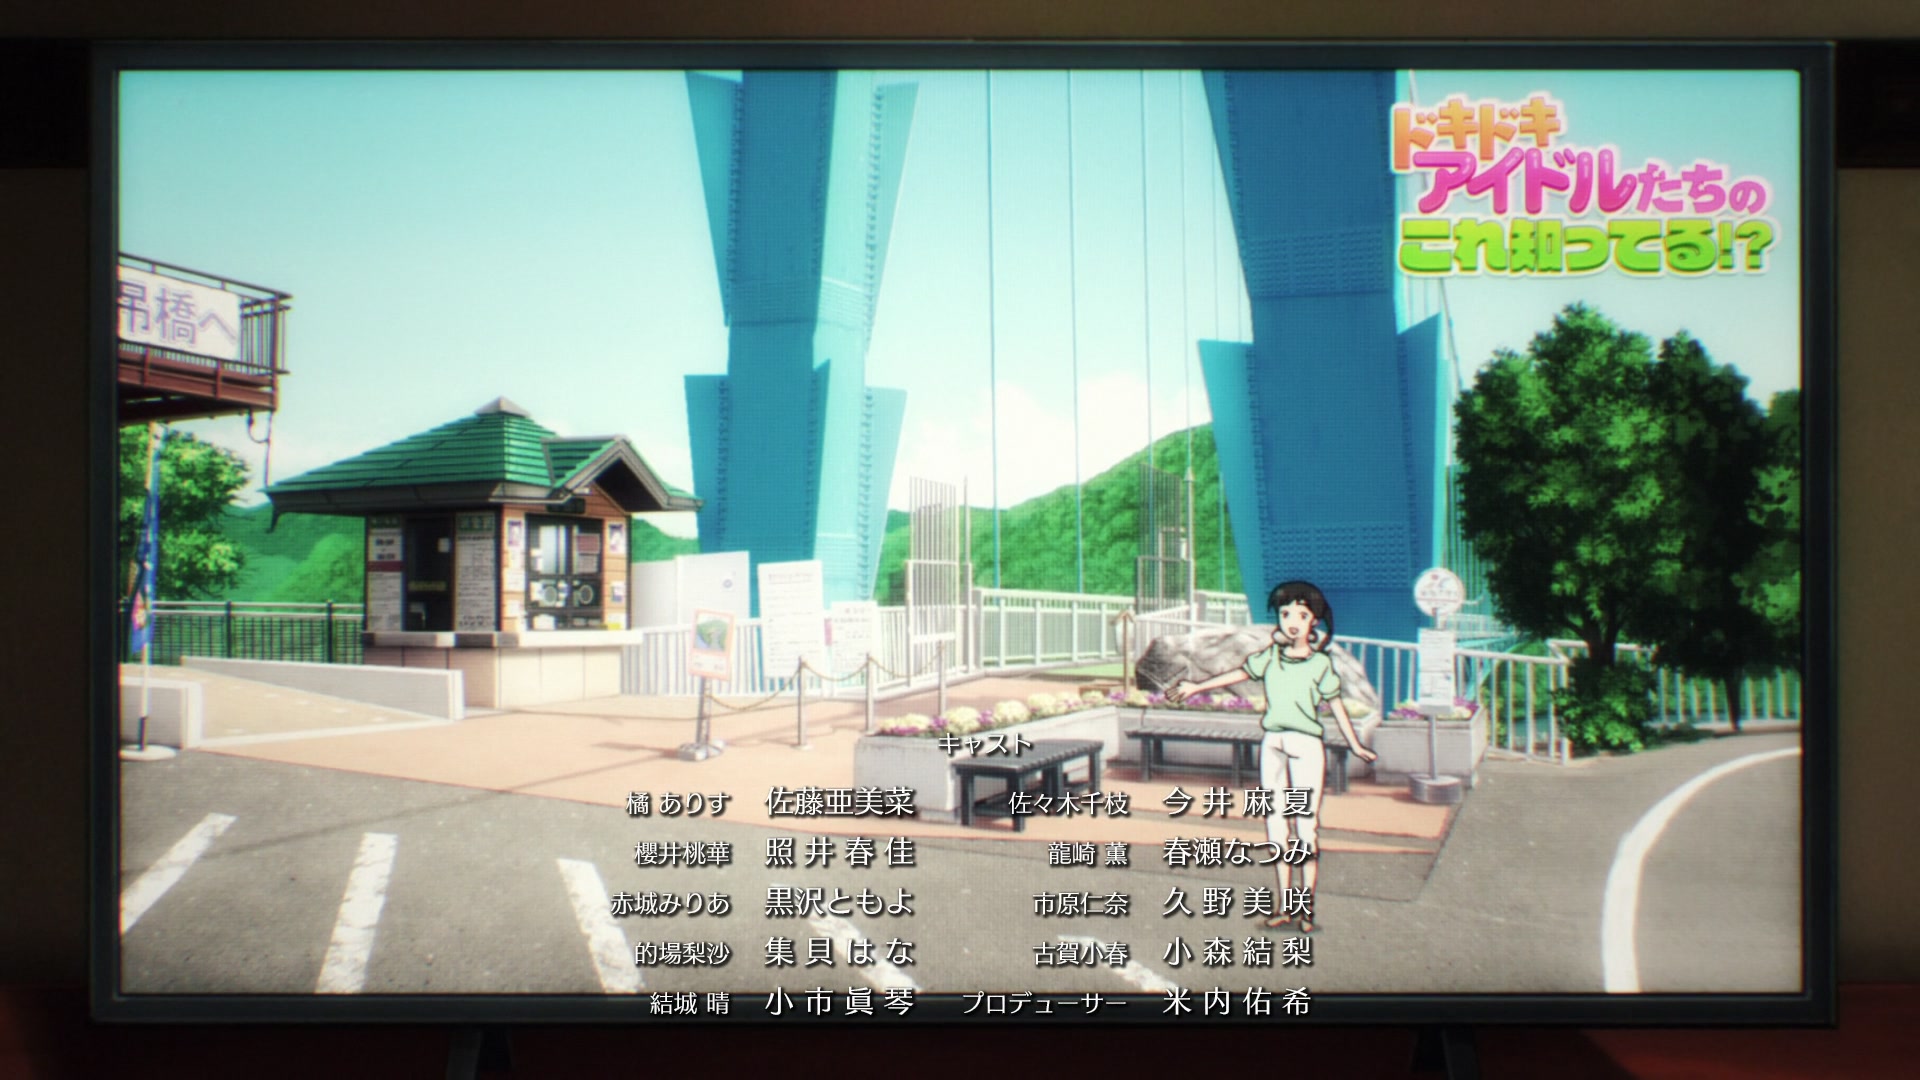 ドキドキ
アイドルたちの
これ知ってる!?
吊橋へ
キャスト
橘 ありす 佐藤亜美菜 佐々木千枝 今井麻夏
櫻井桃華 照井春佳 龍崎 薫 春瀬なつみ
赤城みりあ 黒沢ともよ 市原仁奈 久野美咲
的場梨沙 集貝はな 古賀小春 小森結梨
結城 晴 小市眞琴 プロデューサー 米内佑希